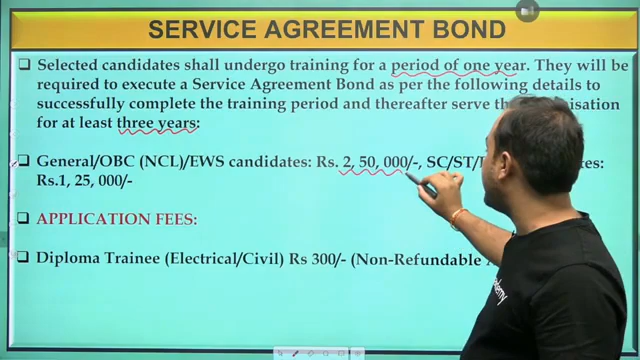 SERVICE AGREEMENT BOND
Selected candidates shall undergo training for a period of one year. They will be
required to execute a Service Agreement Bond as per the following details to
successfully complete the training period and thereafter serve the
for at least three years:
General/OBC (NCL)/EWS candidates: Rs. 2, 50, 000/-, SC/ST/
Rs.1, 25, 000/-
APPLICATION FEES:
Diploma Trainee (Electrical/Civil) Rs 300/- (Non-Refundable